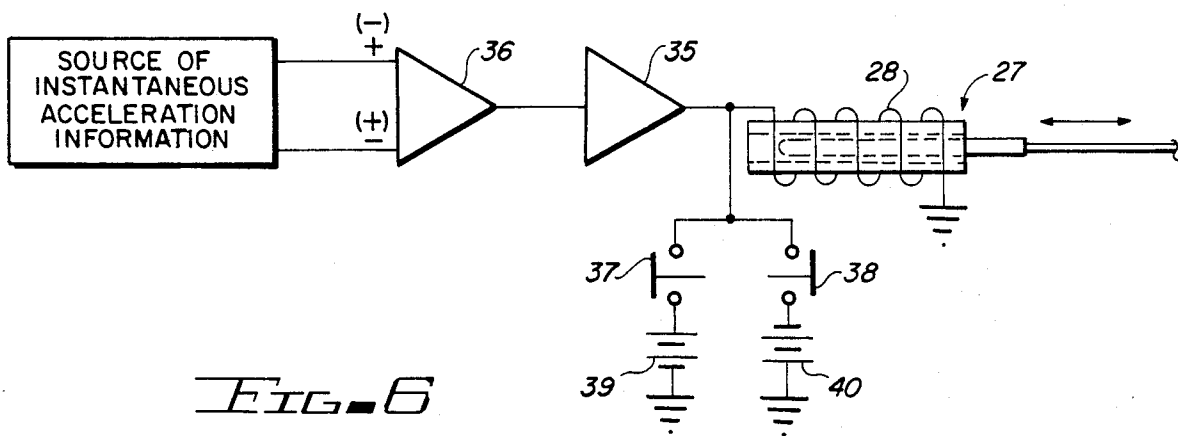 SOURCE OF
INSTANTANEOUS
ACCELERATION
INFORMATION
(-)
+
(+)
-
36
35
28
27
37
38
39
40
FIG-6